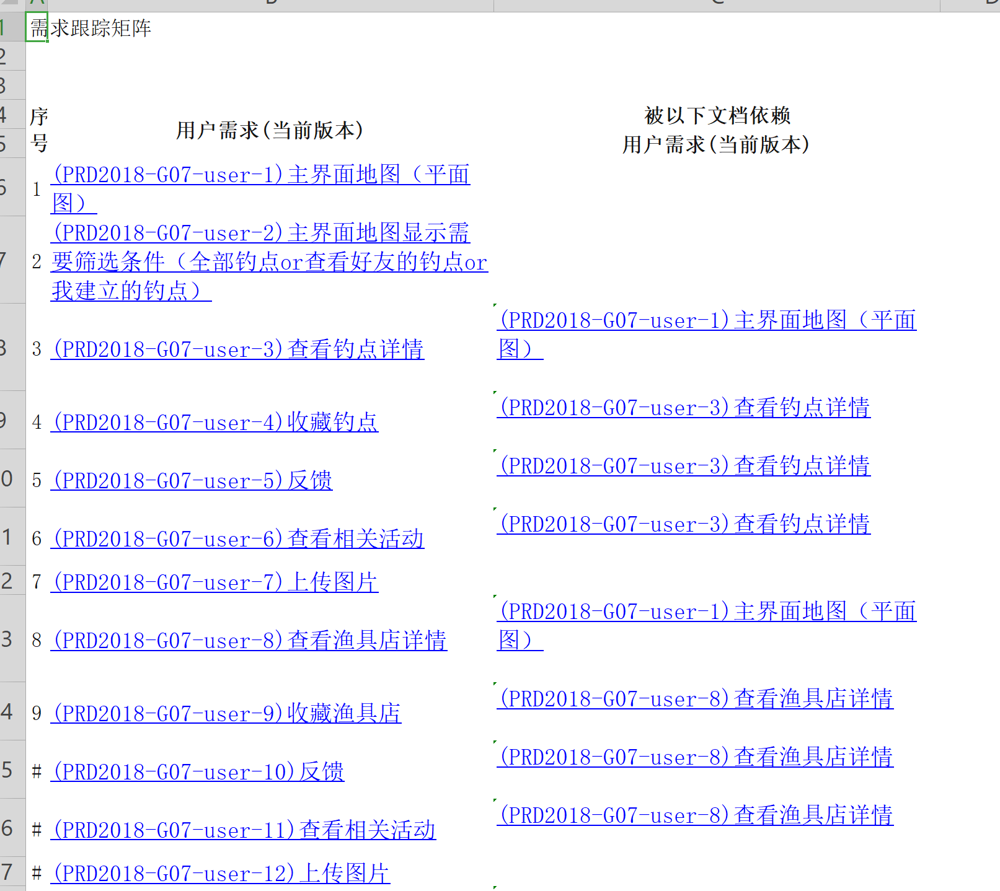 需求跟踪矩阵
序号
用户需求(当前版本)
被以下文档依赖
用户需求(当前版本)
1
(PRD2018-G07-user-1)主界面地图（平面
图）
2
(PRD2018-G07-user-2)主界面地图显示需
要筛选条件（全部钓点or查看好友的钓点or
我建立的钓点）
3
(PRD2018-G07-user-3)查看钓点详情
(PRD2018-G07-user-1)主界面地图（平面
图）
4
(PRD2018-G07-user-4)收藏钓点
(PRD2018-G07-user-3)查看钓点详情
5
(PRD2018-G07-user-5)反馈
(PRD2018-G07-user-3)查看钓点详情
6
(PRD2018-G07-user-6)查看相关活动
(PRD2018-G07-user-3)查看钓点详情
7
(PRD2018-G07-user-7)上传图片
8
(PRD2018-G07-user-8)查看渔具店详情
(PRD2018-G07-user-1)主界面地图（平面
图）
9
(PRD2018-G07-user-9)收藏渔具店
(PRD2018-G07-user-8)查看渔具店详情
#
(PRD2018-G07-user-10)反馈
(PRD2018-G07-user-8)查看渔具店详情
#
(PRD2018-G07-user-11)查看相关活动
(PRD2018-G07-user-8)查看渔具店详情
#
(PRD2018-G07-user-12)上传图片